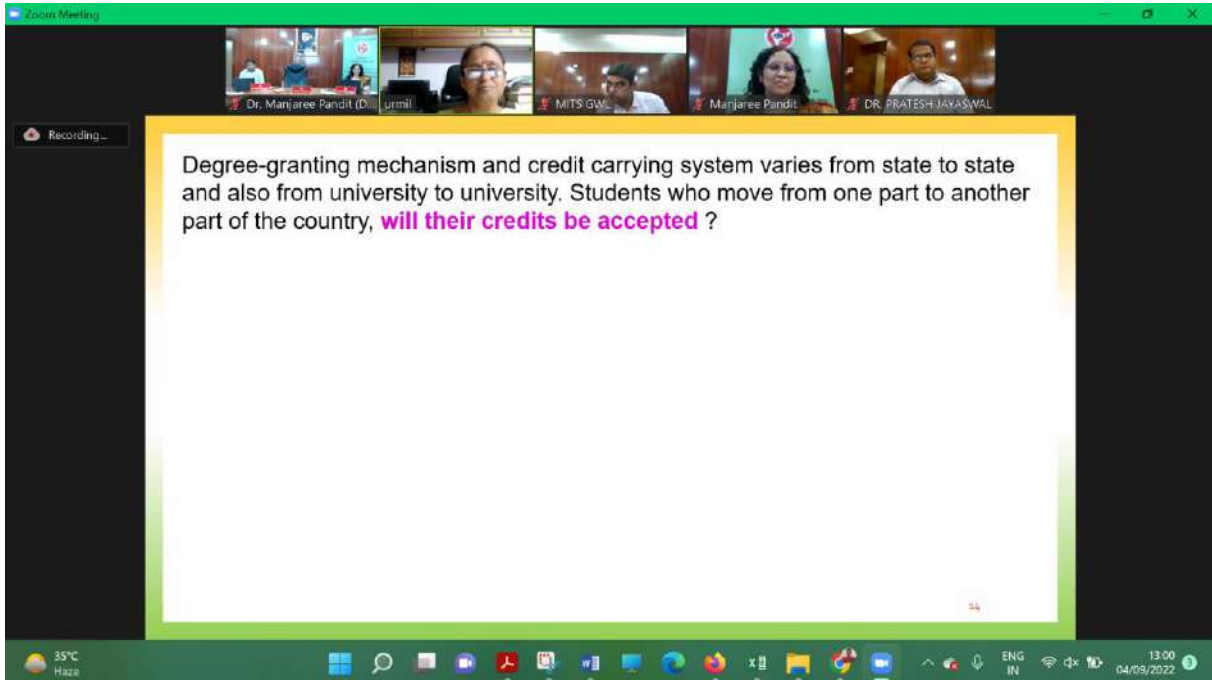 Zoom Meeting
Dr. Manjaree Pandit (D...
urmil
MITS GWL
Manjaree Pandit
DR. PRATESH JAYASWAL
Recording...
Degree-granting mechanism and credit carrying system varies from state to state
and also from university to university. Students who move from one part to another
part of the country, will their credits be accepted ?
54
35°C
Haze
ENG
IN
13:00
04/09/2022
3